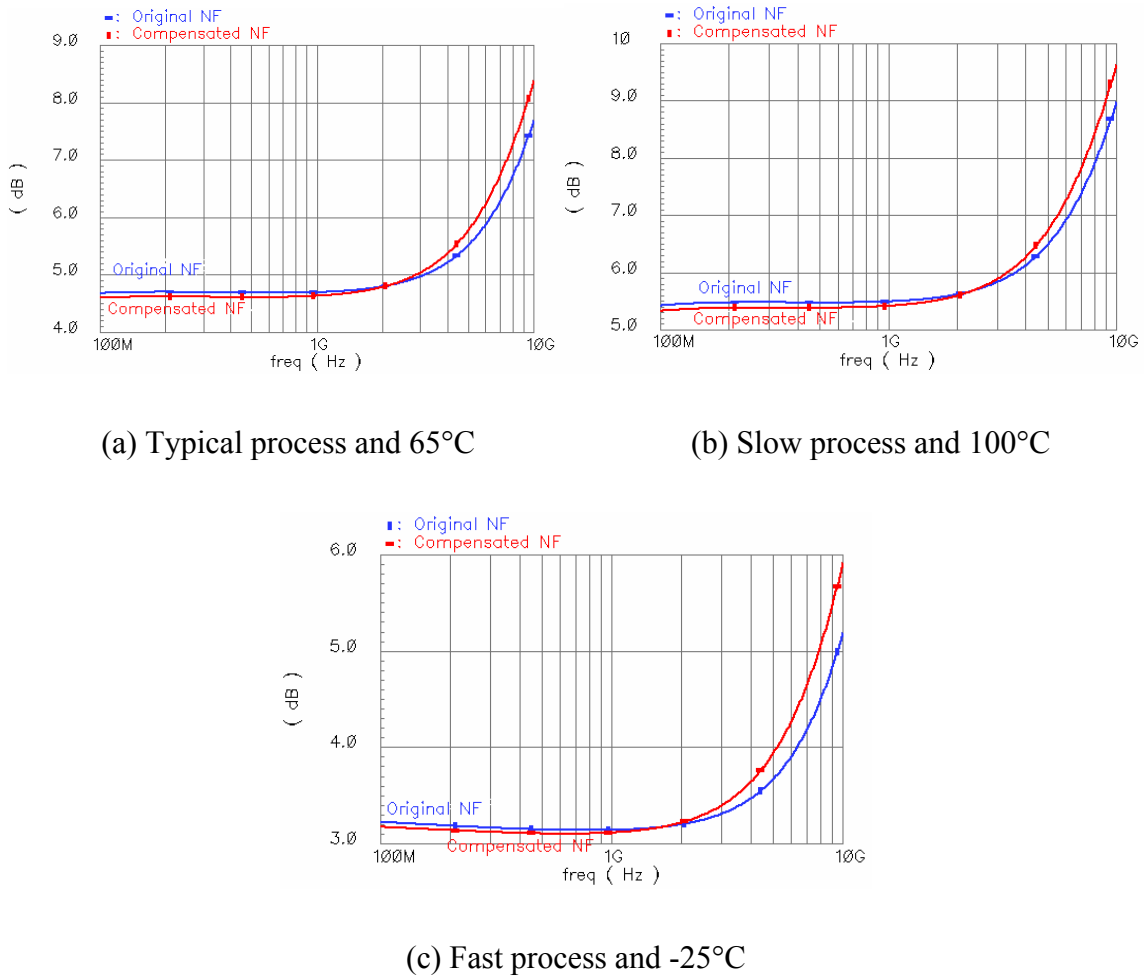 -: Original NF
-: Compensated NF
9.0
8.0
7.0
6.0
5.0
4.0
( dB )
Original NF
Compensated NF
100M
1G
10G
freq ( Hz )
(a) Typical process and 65°C
-: Original NF
-: Compensated NF
10
9.0
8.0
7.0
6.0
5.0
( dB )
Original NF
Compensated NF
100M
1G
10G
freq ( Hz )
(b) Slow process and 100°C
: Original NF
-: Compensated NF
6.0
5.0
4.0
3.0
( dB )
Original NF
Compensated NF
100M
1G
10G
freq ( Hz )
(c) Fast process and -25°C